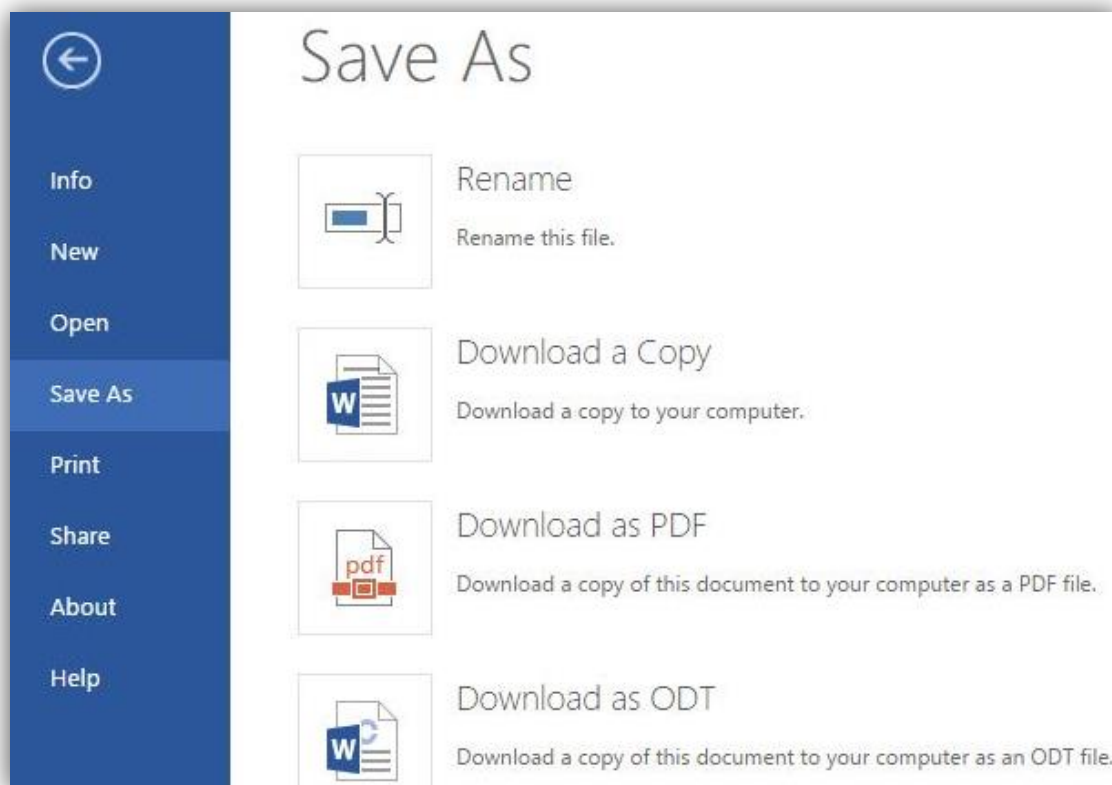 Save As
Info
New
Open
Save As
Print
Share
About
Help
Rename
Rename this file.
W
Download a Copy
Download a copy to your computer.
pdf
Download as PDF
Download a copy of this document to your computer as a PDF file.
W
Download as ODT
Download a copy of this document to your computer as an ODT file.